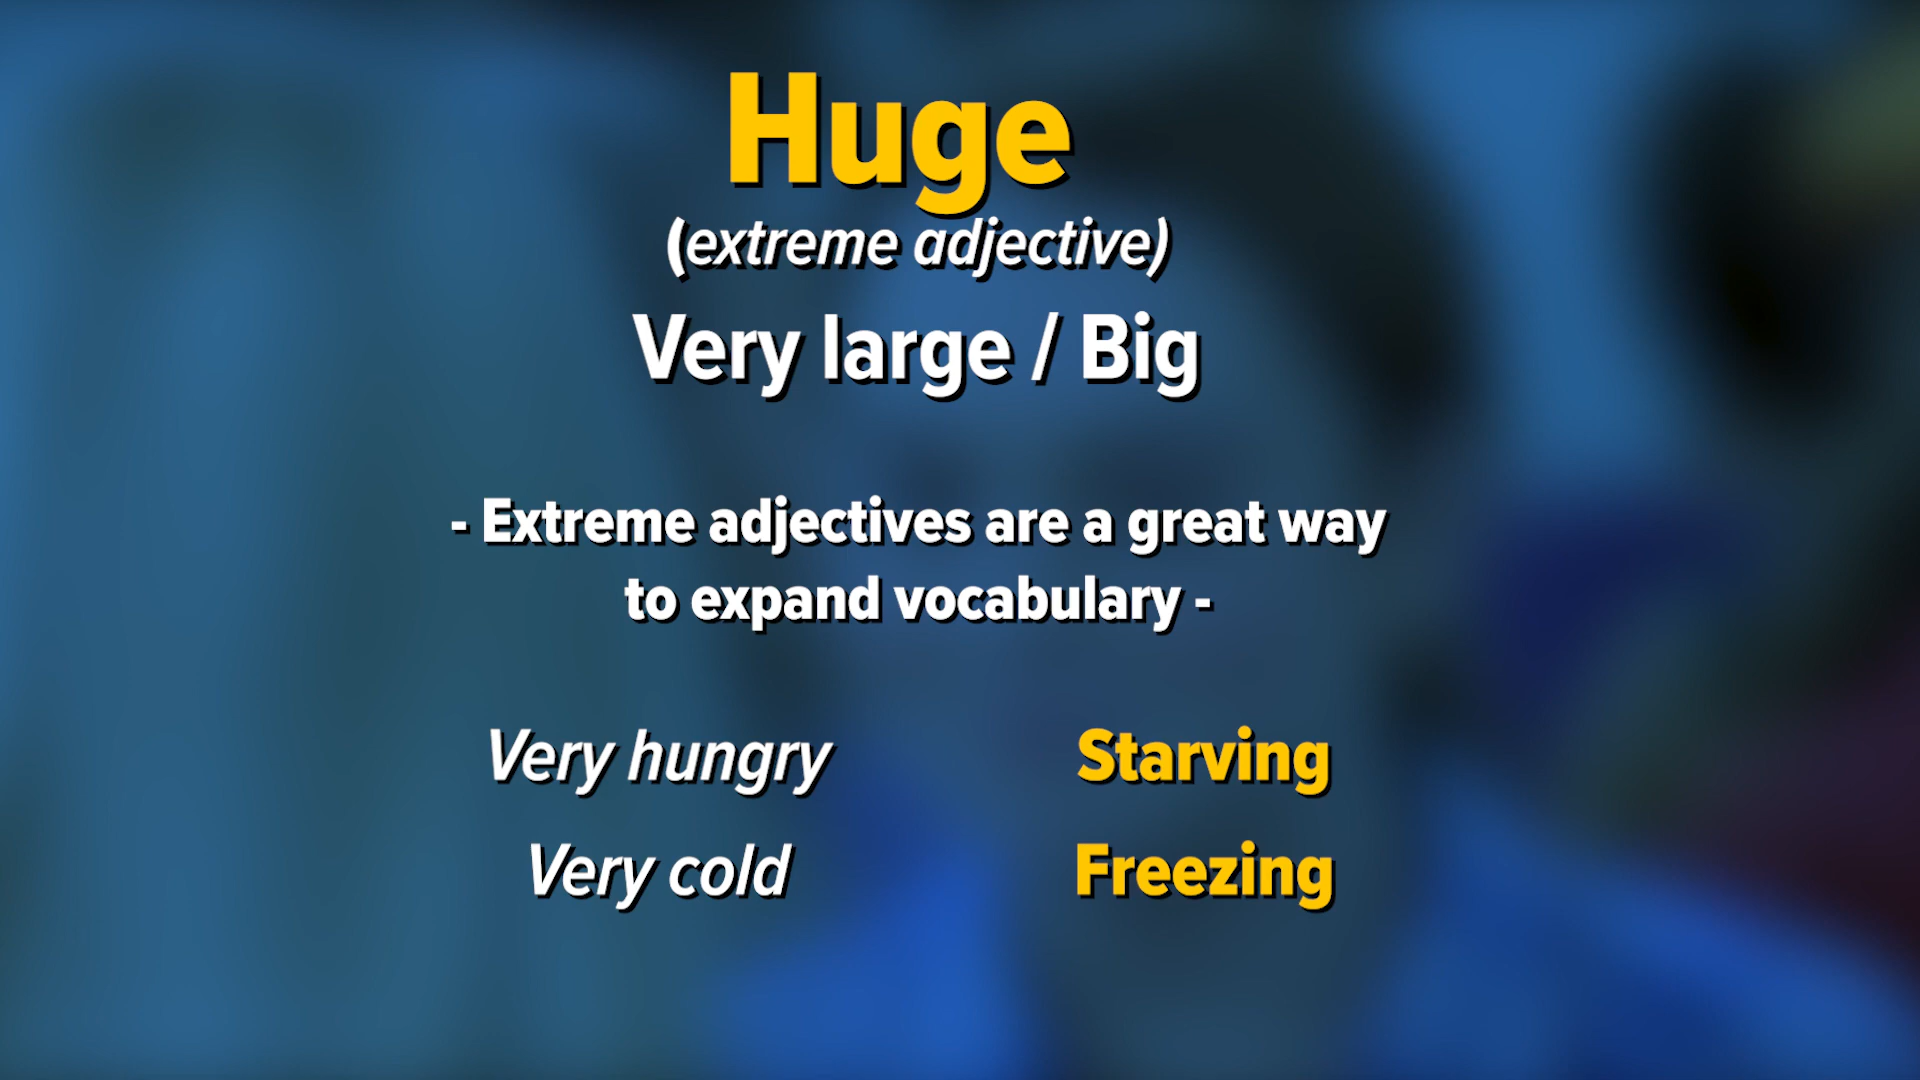 Huge
(extreme adjective)
Very large / Big
- Extreme adjectives are a great way
to expand vocabulary -
Very hungry Starving
Very cold Freezing